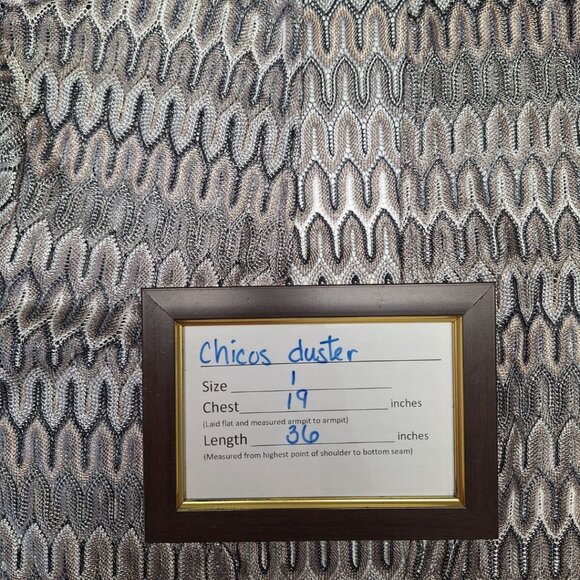 Chicos duster
Size 1
Chest 19 inches
(Laid flat and measured armpit to armpit)
Length 36 inches
(Measured from highest point of shoulder to bottom seam)